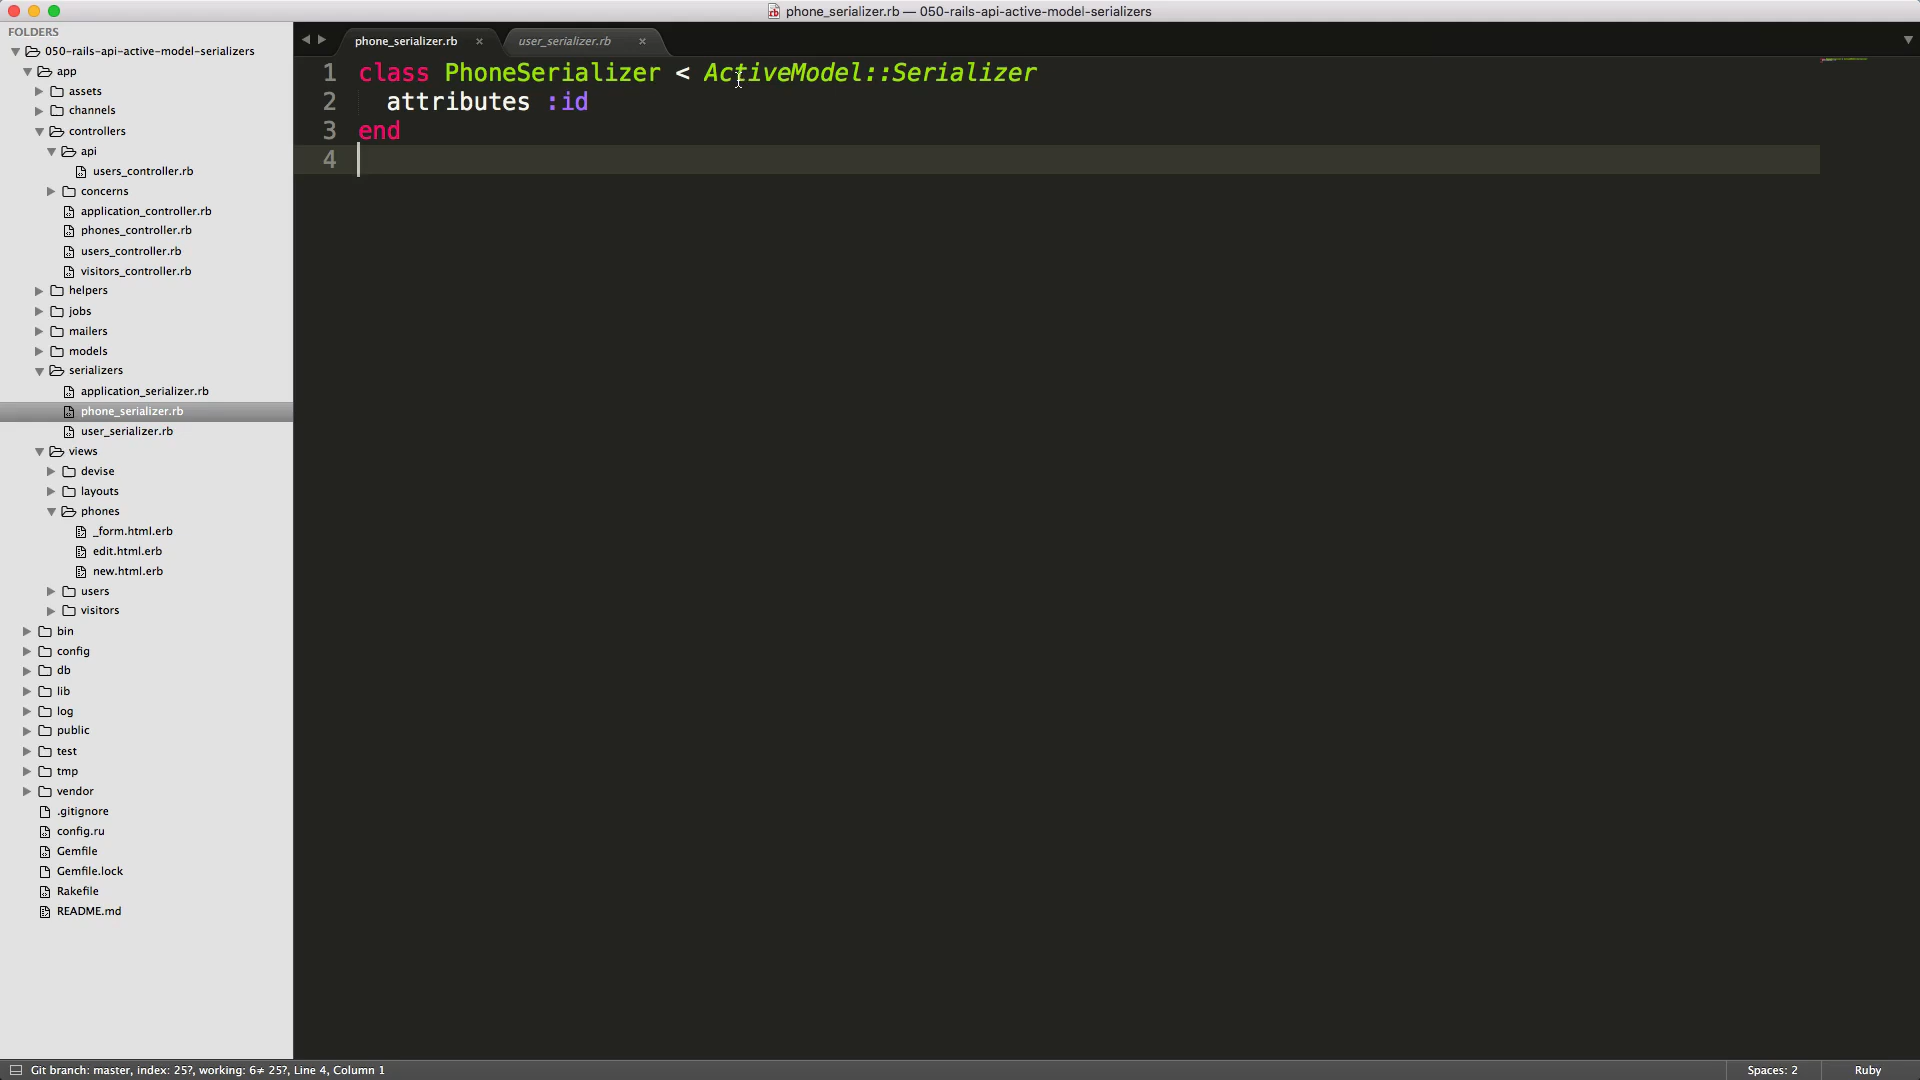 phone_serializer.rb — 050-rails-api-active-model-serializers
FOLDERS
050-rails-api-active-model-serializers
app
assets
channels
controllers
api
users_controller.rb
concerns
application_controller.rb
phones_controller.rb
users_controller.rb
visitors_controller.rb
helpers
jobs
mailers
models
serializers
application_serializer.rb
phone_serializer.rb
user_serializer.rb
views
devise
layouts
phones
_form.html.erb
edit.html.erb
new.html.erb
users
visitors
bin
config
db
lib
log
public
test
tmp
vendor
.gitignore
config.ru
Gemfile
Gemfile.lock
Rakefile
README.md
phone_serializer.rb × user_serializer.rb ×
1 class PhoneSerializer < ActiveModel::Serializer
2 attributes :id
3 end
4
Git branch: master, index: 25?, working: 6≠ 25?, Line 4, Column 1 Spaces: 2 Ruby